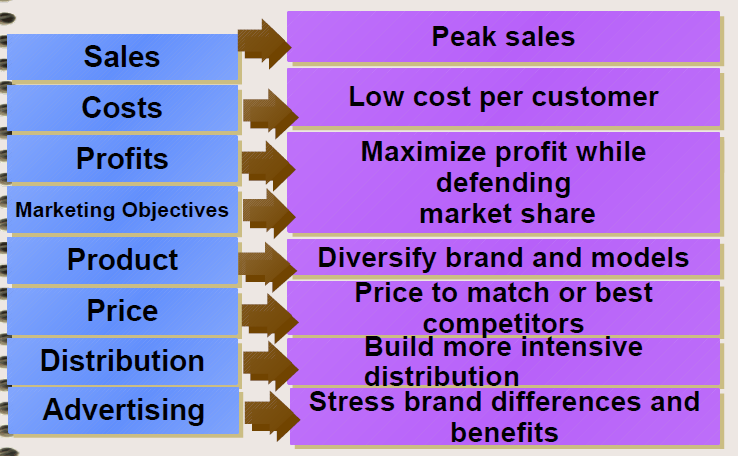 Sales
Peak sales
Costs
Low cost per customer
Profits
Maximize profit while
defending
market share
Marketing Objectives
Product
Diversify brand and models
Price
Price to match or best
competitors
Distribution
Build more intensive
distribution
Advertising
Stress brand differences and
benefits